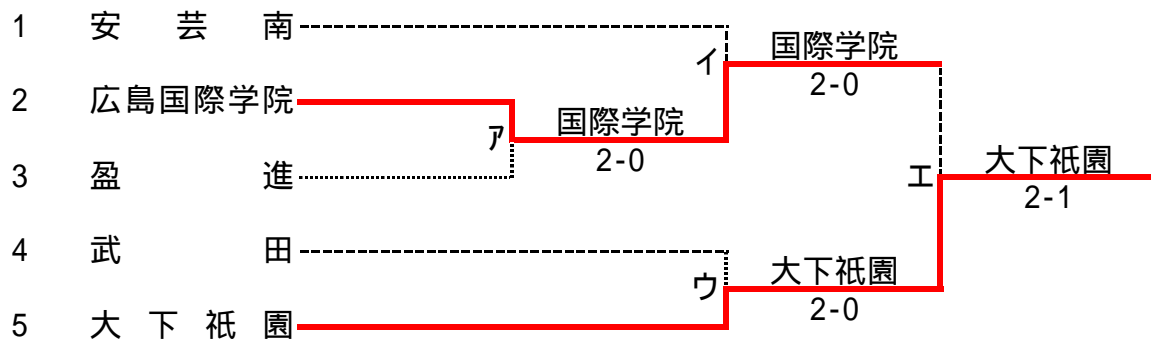 1 安芸南
イ
国際学院
2-0
2 広島国際学院
ア
国際学院
2-0
3 盈進
エ
大下祇園
2-1
4 武田
ウ
大下祇園
2-0
5 大下祇園